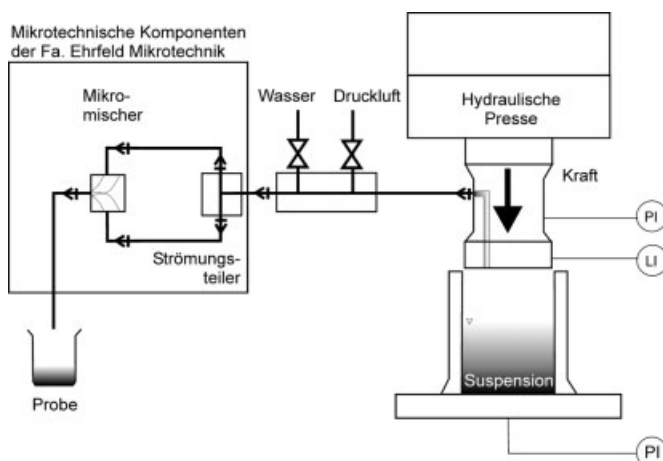 Mikrotechnische Komponenten
der Fa. Ehrfeld Mikrotechnik
Mikro-
mischer
Strömungs-
teiler
Wasser
Druckluft
Hydraulische
Presse
Kraft
PI
LI
Suspension
PI
Probe